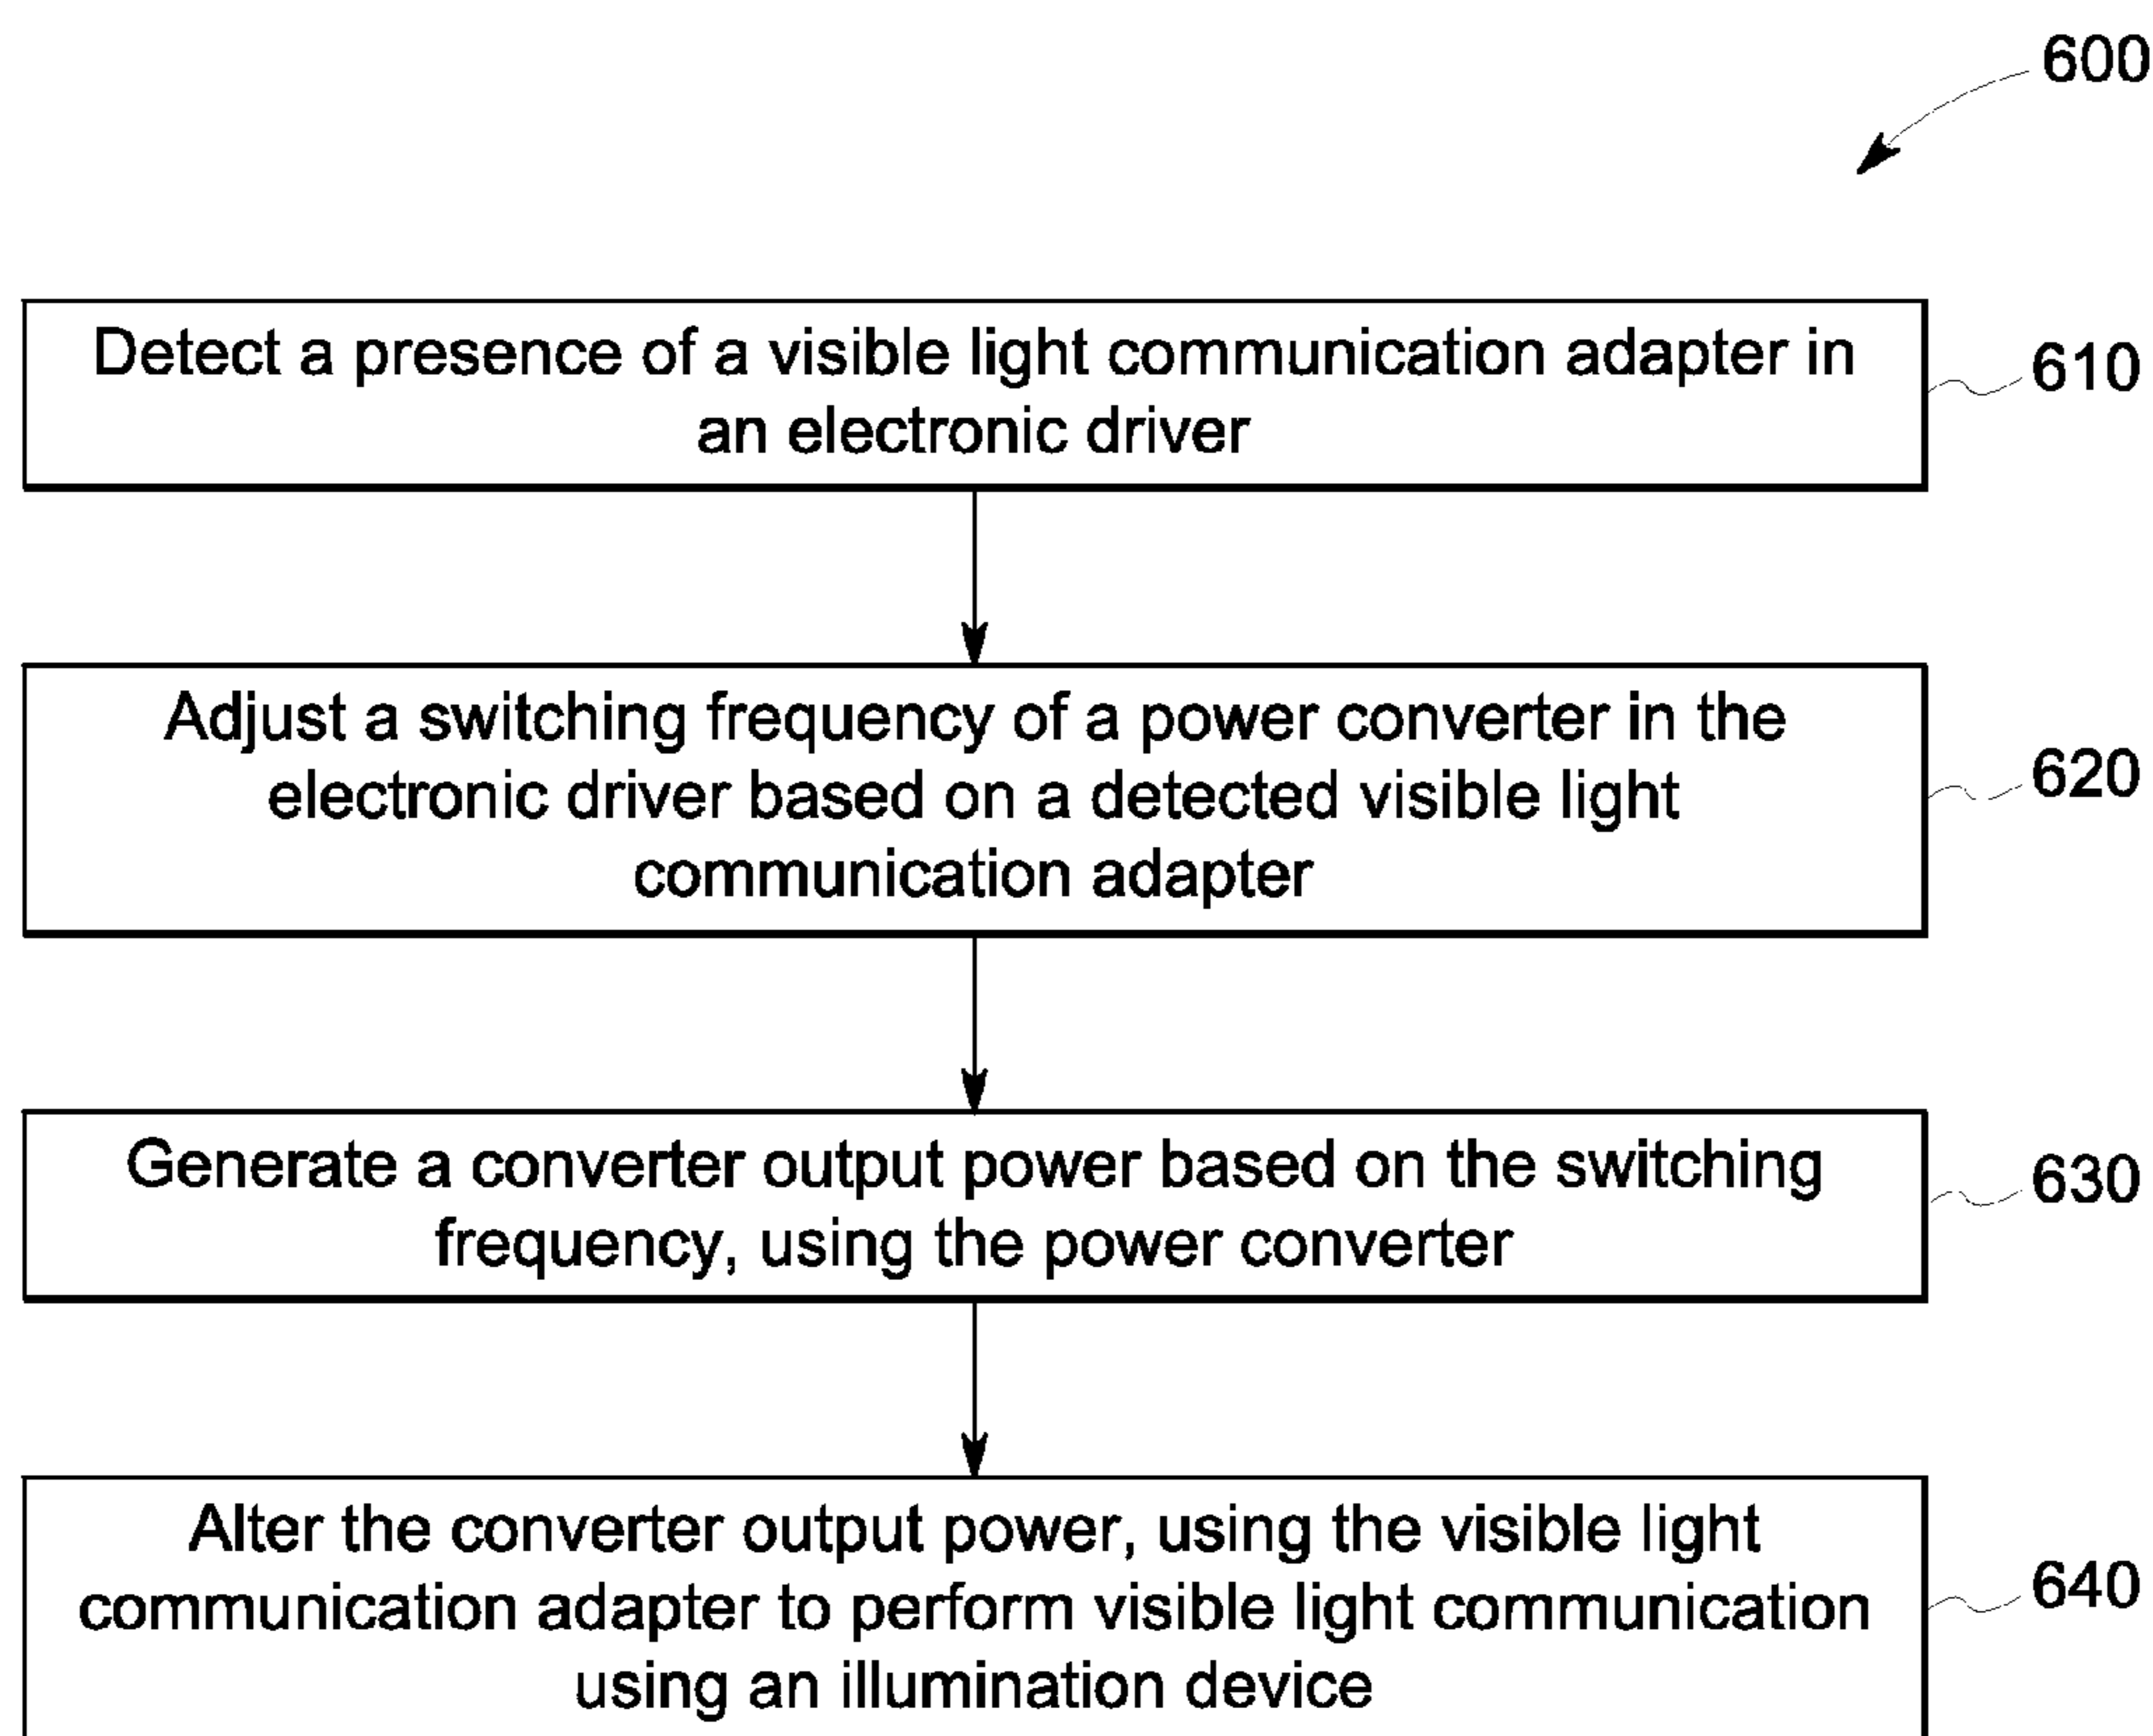 600
Detect a presence of a visible light communication adapter in
an electronic driver
610
Adjust a switching frequency of a power converter in the
electronic driver based on a detected visible light
communication adapter
620
Generate a converter output power based on the switching
frequency, using the power converter
630
Alter the converter output power, using the visible light
communication adapter to perform visible light communication
using an illumination device
640